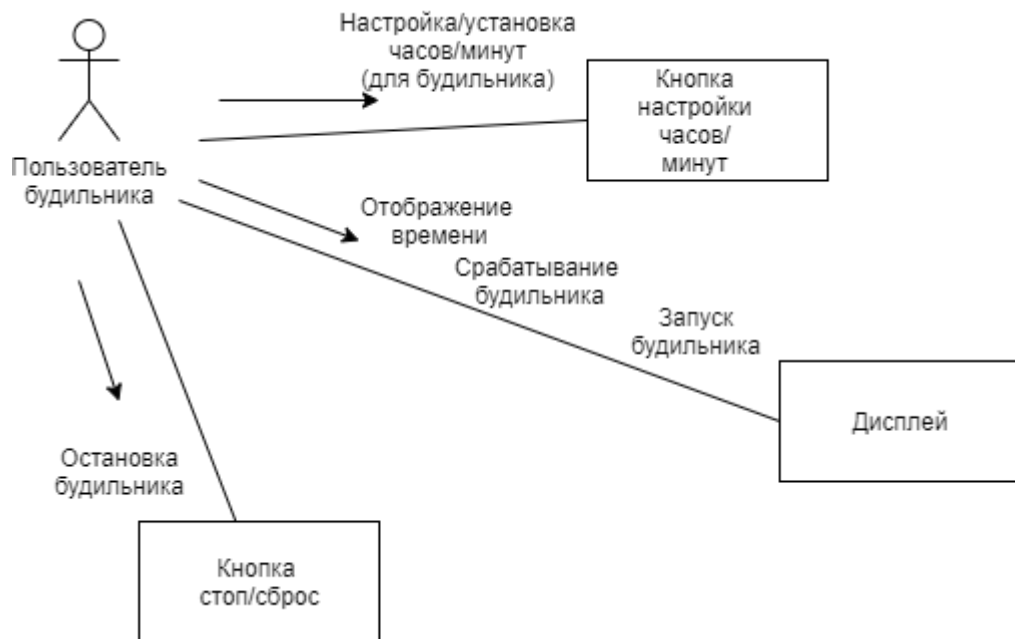 Настройка/установка
часов/минут
(для будильника)
Кнопка
настройки
часов/
минут
Пользователь
будильника
Отображение
времени
Срабатывание
будильника
Запуск
будильника
Дисплей
Остановка
будильника
Кнопка
стоп/сброс